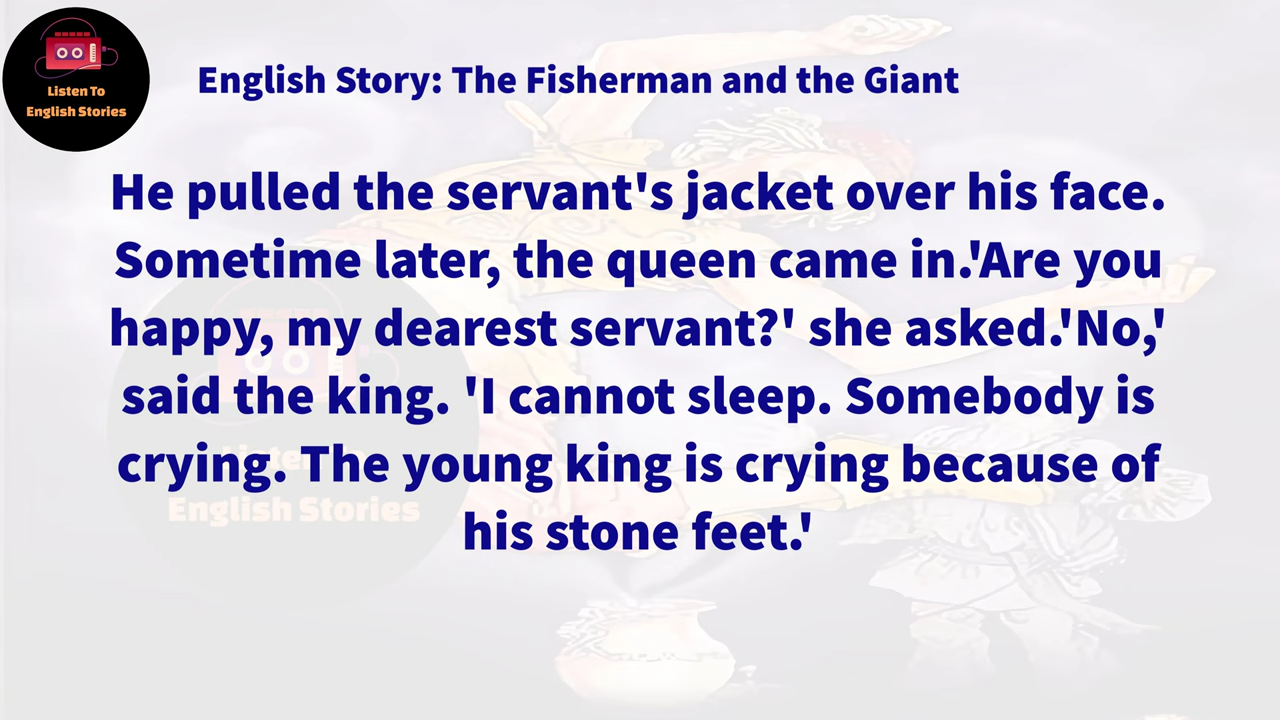 Listen To
English Stories
English Story: The Fisherman and the Giant
He pulled the servant's jacket over his face.
Sometime later, the queen came in.'Are you
happy, my dearest servant?' she asked.'No,'
said the king. 'I cannot sleep. Somebody is
crying. The young king is crying because of
his stone feet.'
Listen To
English Stories